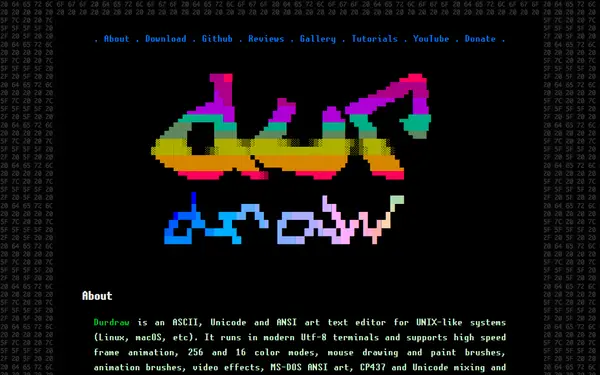 . About . Download . Github . Reviews . Gallery . Tutorials . YouTube . Donate .
dur
durdraw
About
Durdraw is an ASCII, Unicode and ANSI art text editor for UNIX-like systems
(Linux, macOS, etc). It runs in modern Utf-8 terminals and supports high speed
frame animation, 256 and 16 color modes, mouse drawing and paint brushes,
animation brushes, video effects, MS-DOS ANSI art, CP437 and Unicode mixing and